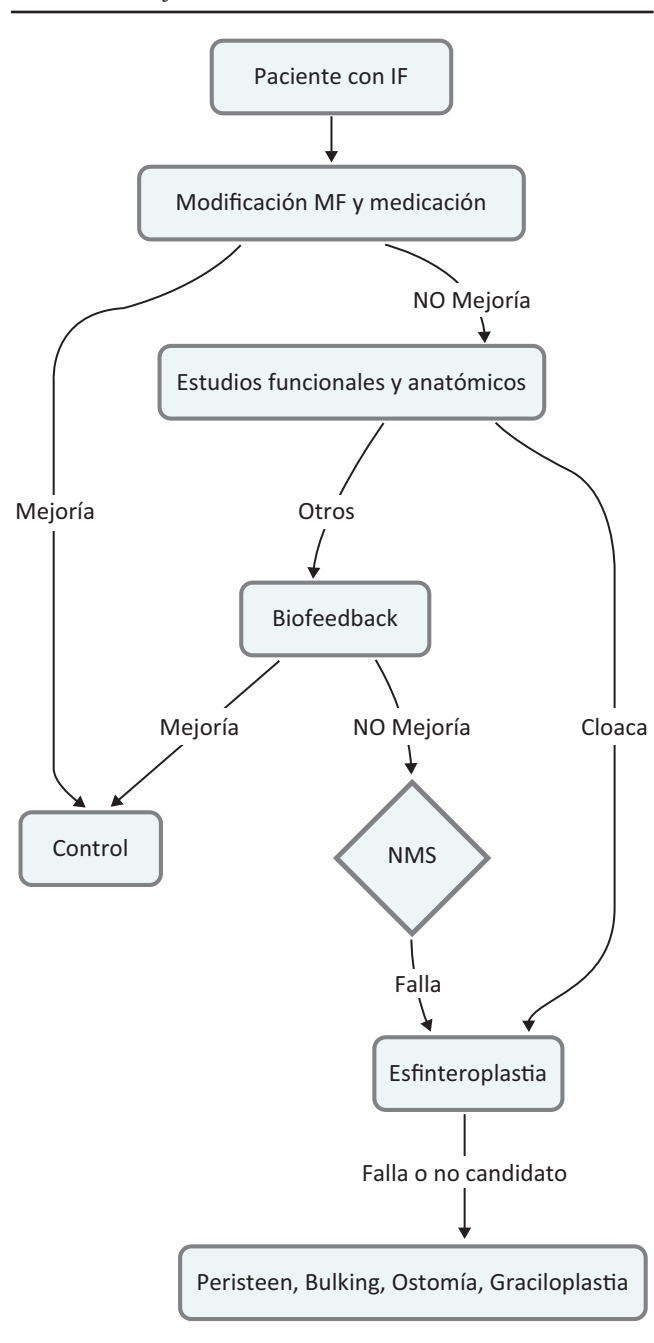 Paciente con IF
Modificación MF y medicación
NO Mejoría
Estudios funcionales y anatómicos
Mejoría
Otros
Biofeedback
Mejoría
NO Mejoría
Cloaca
Control
NMS
Falla
Esfinteroplastia
Falla o no candidato
Peristeen, Bulking, Ostomía, Graciloplastia